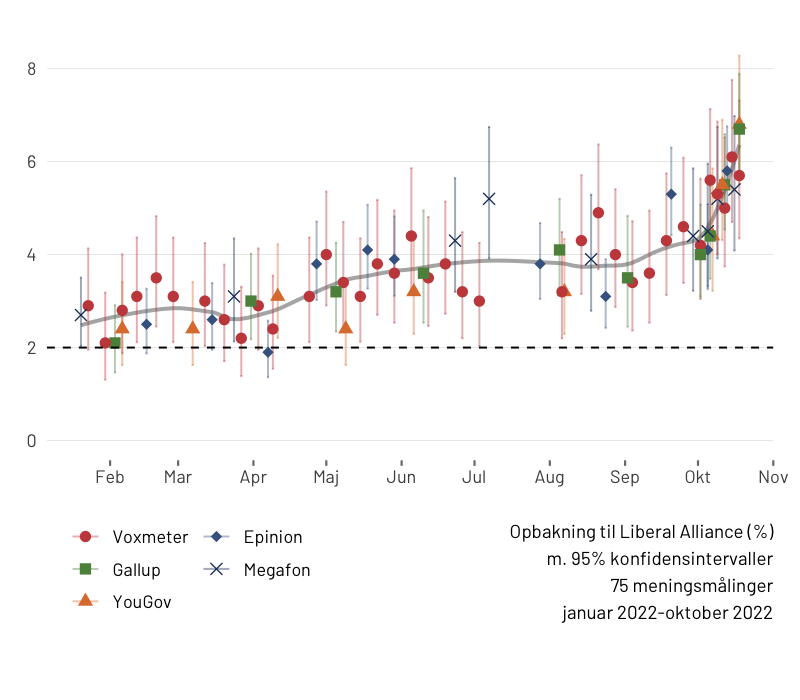 8
6
4
2
0
Feb Mar Apr Maj Jun Jul Aug Sep Okt Nov
Voxmeter Epinion
Gallup Megafon
YouGov
Opbakning til Liberal Alliance (%)
m. 95% konfidensintervaller
75 meningsmålinger
januar 2022-oktober 2022